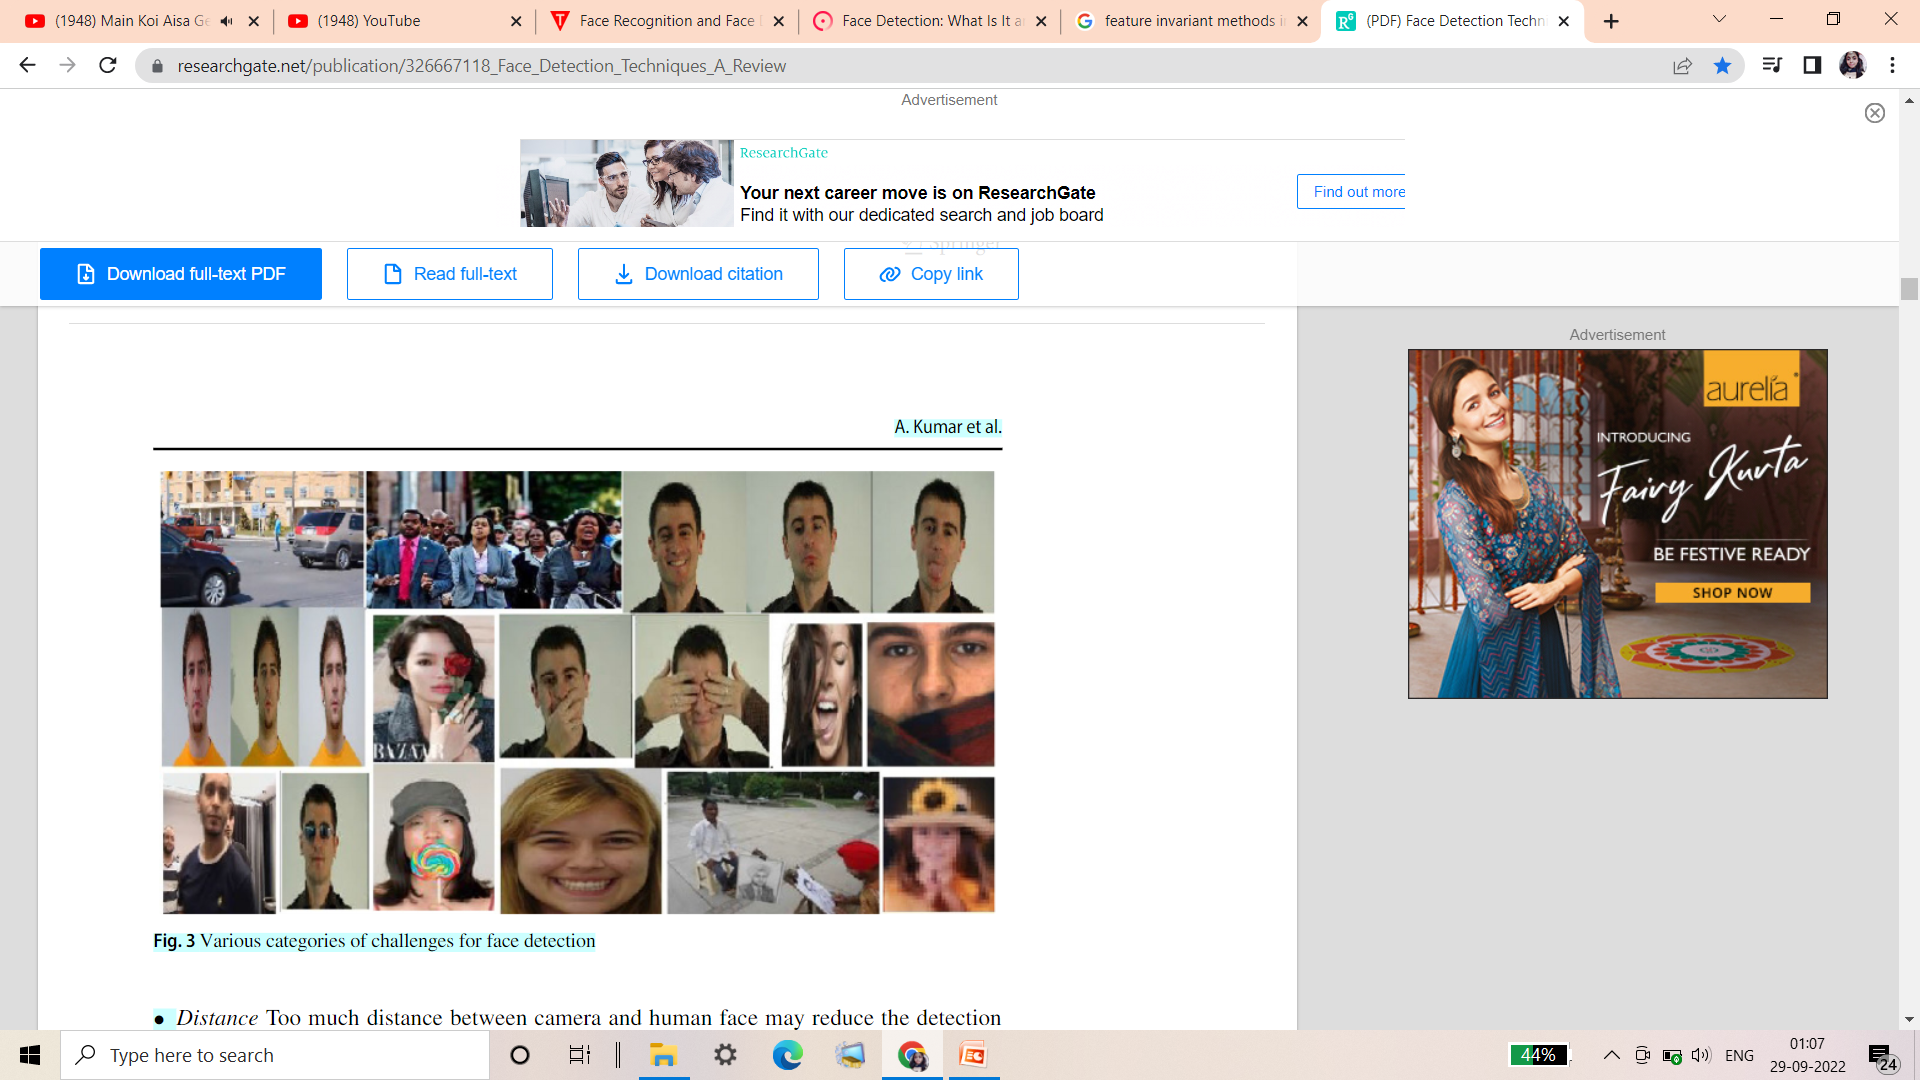 (1948) Main Koi Aisa Ge
(1948) YouTube
Face Recognition and Face
Face Detection: What Is It a
feature invariant methods i
(PDF) Face Detection Techn
researchgate.net/publication/326667118_Face_Detection_Techniques_A_Review
Advertisement
ResearchGate
Your next career move is on ResearchGate
Find it with our dedicated search and job board
Find out more
Springer
Download full-text PDF
Read full-text
Download citation
Copy link
Advertisement
aurelia
INTRODUCING
Fairy Kurta
BE FESTIVE READY
SHOP NOW
A. Kumar et al.
BAZAAR
Fig. 3 Various categories of challenges for face detection
• Distance Too much distance between camera and human face may reduce the detection
Type here to search
44%
ENG
01:07
29-09-2022
24